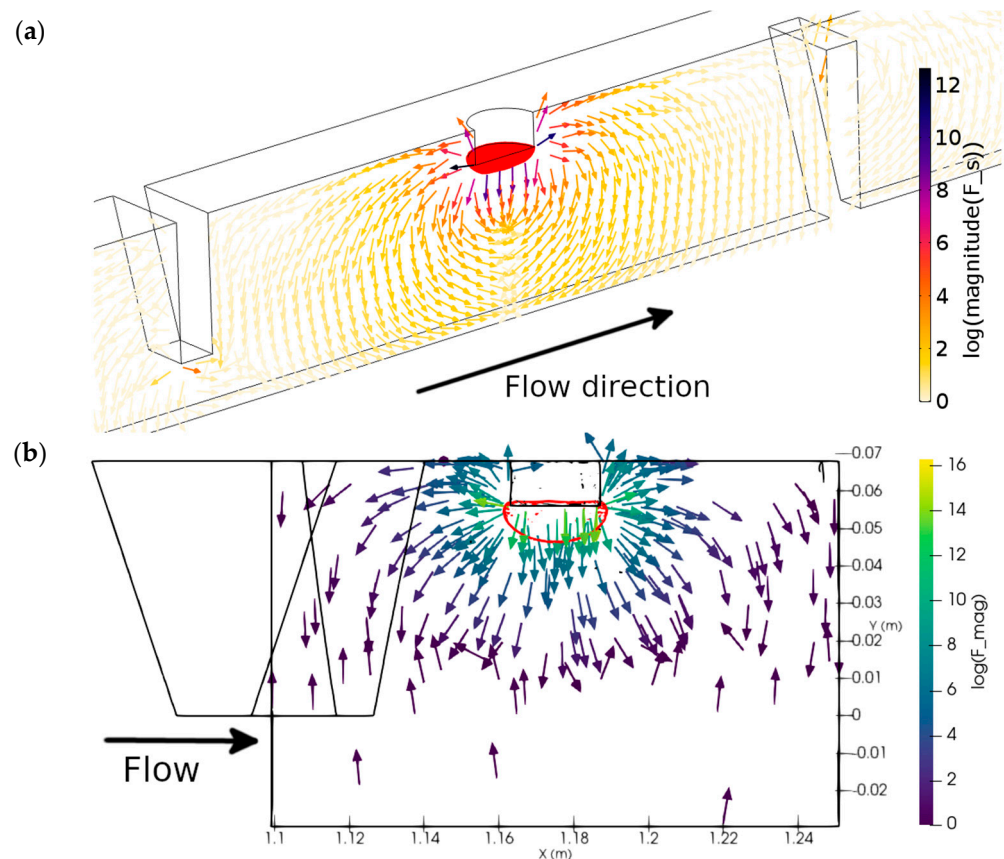 (a)
12
10
8
6
4
2
0
log(magnitude(F_s))
Flow direction
(b)
0.07
0.06
0.05
0.04
0.03
Y (m)
0.02
0.01
0
-0.01
-0.02
16
14
12
10
8
6
4
2
0
log(F_mag)
Flow
1.1 1.12 1.14 1.16 1.18 1.2 1.22 1.24
X (m)